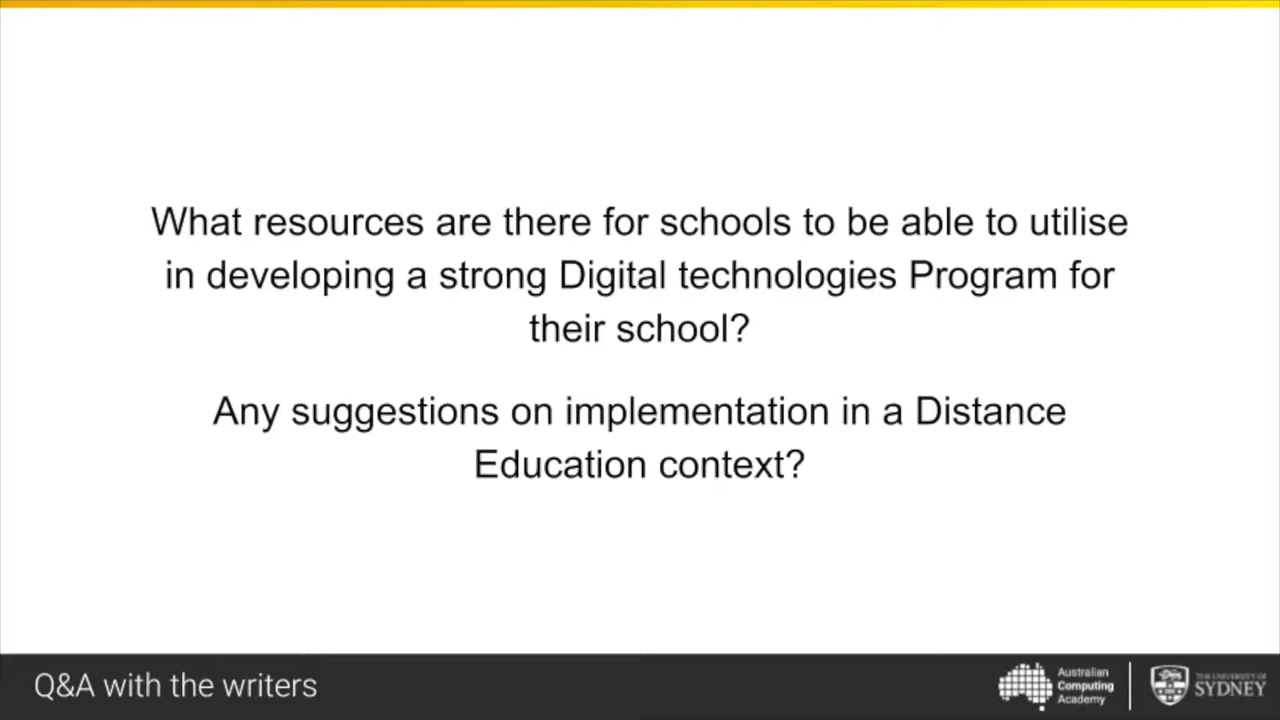 What resources are there for schools to be able to utilise
in developing a strong Digital technologies Program for
their school?
Any suggestions on implementation in a Distance
Education context?
Q&A with the writers
Australian
Computing
Academy
THE UNIVERSITY OF
SYDNEY